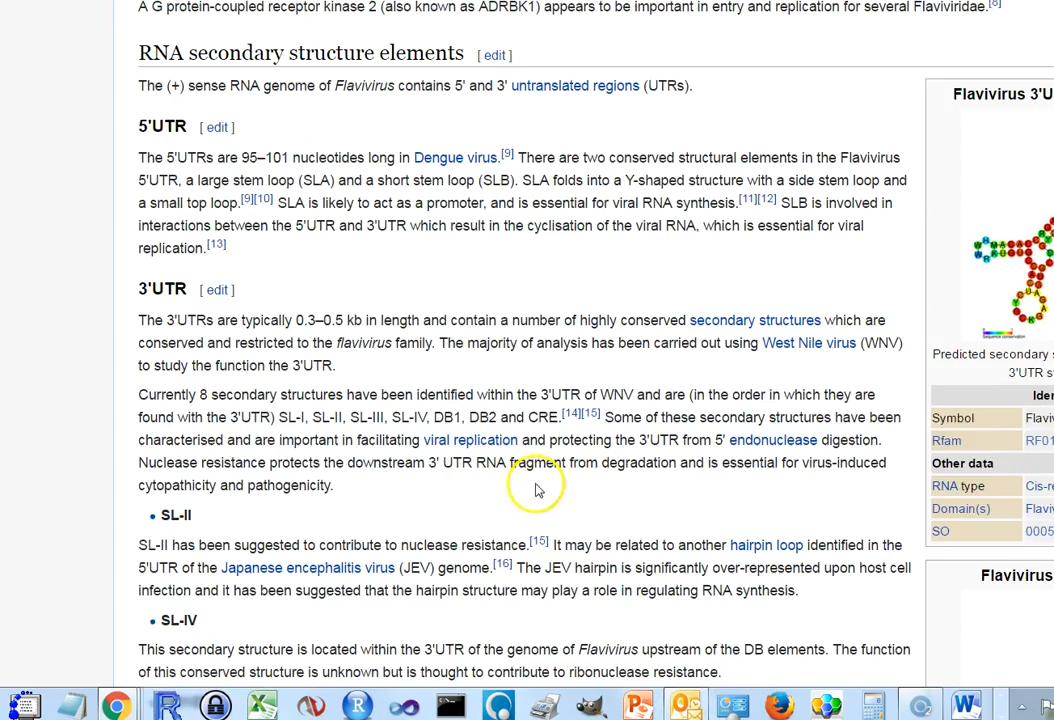 A G protein-coupled receptor kinase 2 (also known as ADRBK1) appears to be important in entry and replication for several Flaviviridae.[8]
RNA secondary structure elements [ edit ]
The (+) sense RNA genome of Flavivirus contains 5' and 3' untranslated regions (UTRs).
5'UTR [ edit ]
The 5'UTRs are 95–101 nucleotides long in Dengue virus.[9] There are two conserved structural elements in the Flavivirus
5'UTR, a large stem loop (SLA) and a short stem loop (SLB). SLA folds into a Y-shaped structure with a side stem loop and
a small top loop.[9][10] SLA is likely to act as a promoter, and is essential for viral RNA synthesis.[11][12] SLB is involved in
interactions between the 5'UTR and 3'UTR which result in the cyclisation of the viral RNA, which is essential for viral
replication.[13]
3'UTR [ edit ]
The 3'UTRs are typically 0.3–0.5 kb in length and contain a number of highly conserved secondary structures which are
conserved and restricted to the flavivirus family. The majority of analysis has been carried out using West Nile virus (WNV)
to study the function the 3'UTR.
Currently 8 secondary structures have been identified within the 3'UTR of WNV and are (in the order in which they are
found with the 3'UTR) SL-I, SL-II, SL-III, SL-IV, DB1, DB2 and CRE.[14][15] Some of these secondary structures have been
characterised and are important in facilitating viral replication and protecting the 3'UTR from 5' endonuclease digestion.
Nuclease resistance protects the downstream 3' UTR RNA fragment from degradation and is essential for virus-induced
cytopathicity and pathogenicity.
• SL-II
SL-II has been suggested to contribute to nuclease resistance.[15] It may be related to another hairpin loop identified in the
5'UTR of the Japanese encephalitis virus (JEV) genome.[16] The JEV hairpin is significantly over-represented upon host cell
infection and it has been suggested that the hairpin structure may play a role in regulating RNA synthesis.
• SL-IV
This secondary structure is located within the 3'UTR of the genome of Flavivirus upstream of the DB elements. The function
of this conserved structure is unknown but is thought to contribute to ribonuclease resistance.
Flavivirus 3'U
Predicted secondary s
3'UTR s
Iden
Symbol Flavi
Rfam RF01
Other data
RNA type Cis-re
Domain(s) Flaviv
SO 0005
Flavivirus